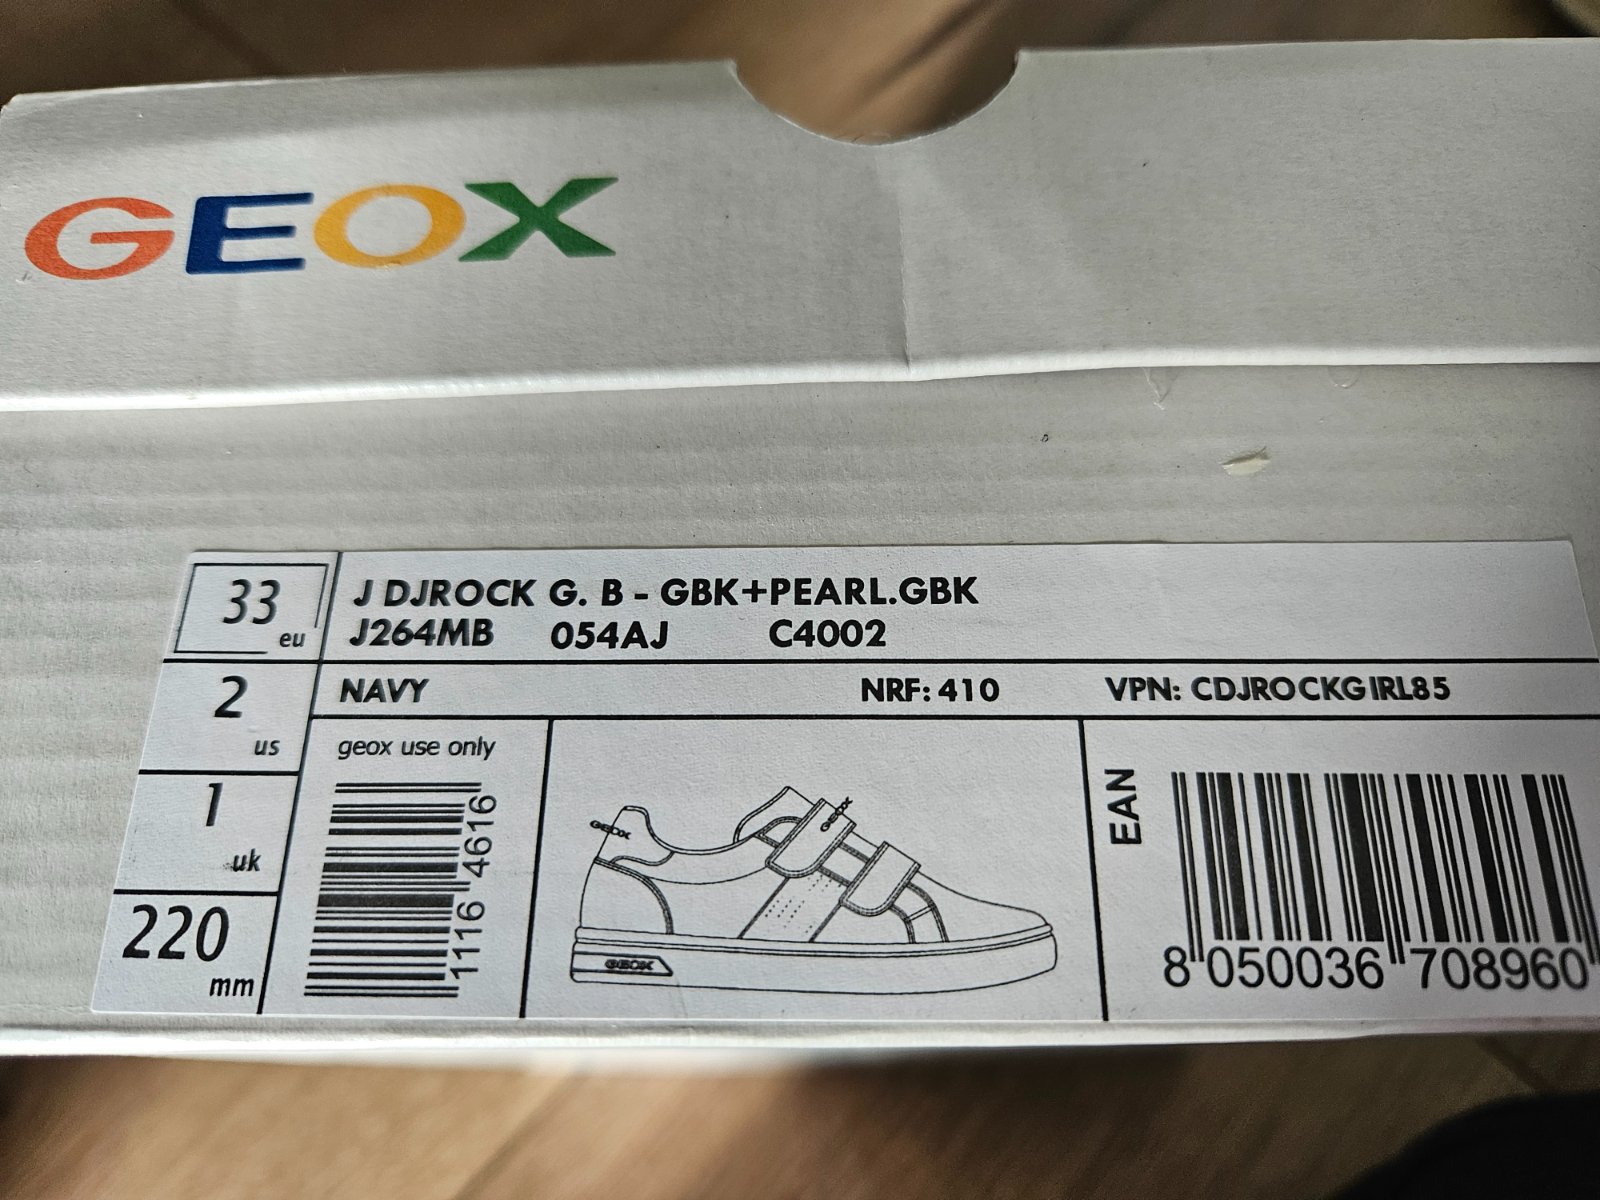 GEOX
33 eu
J DJROCK G. B - GBK+PEARL.GBK
J264MB 054AJ C4002
2 us
NAVY NRF: 410 VPN: CDJROCKGIRL85
1 uk
220 mm
geox use only
1116 4616
GEOX
GEOX
GEOX
EAN
8 050036 708960